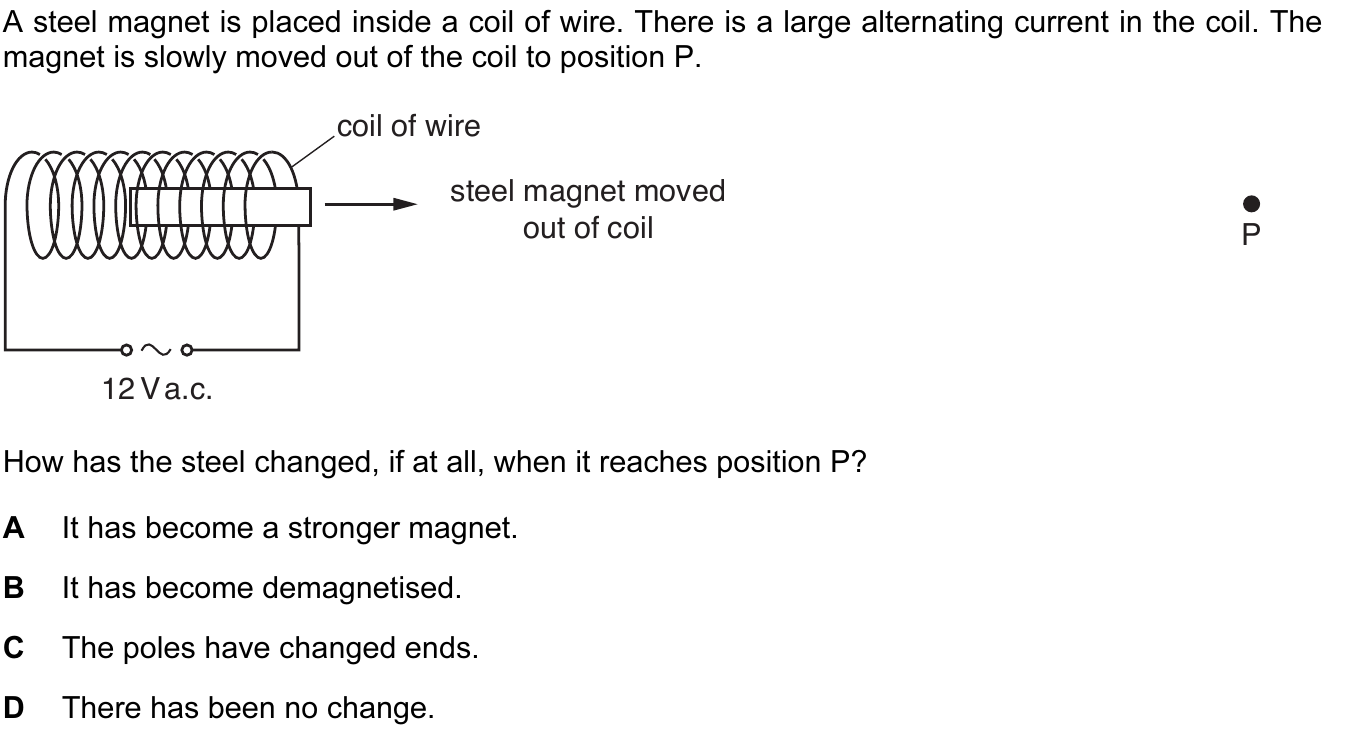 A steel magnet is placed inside a coil of wire. There is a large alternating current in the coil. The
magnet is slowly moved out of the coil to position P.
coil of wire
steel magnet moved
out of coil
P
12 V a.c.
How has the steel changed, if at all, when it reaches position P?
A It has become a stronger magnet.
B It has become demagnetised.
C The poles have changed ends.
D There has been no change.